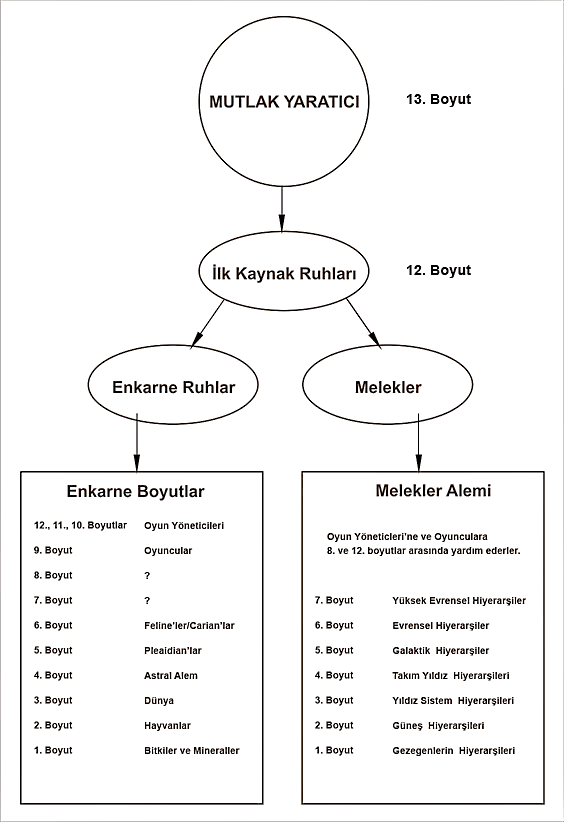 MUTLAK YARATICI
13. Boyut
İlk Kaynak Ruhları
12. Boyut
Enkarne Ruhlar
Melekler
Enkarne Boyutlar
12., 11., 10. Boyutlar Oyun Yöneticileri
9. Boyut Oyuncular
8. Boyut ?
7. Boyut ?
6. Boyut Feline'ler/Carian'lar
5. Boyut Pleaidian'lar
4. Boyut Astral Alem
3. Boyut Dünya
2. Boyut Hayvanlar
1. Boyut Bitkiler ve Mineraller
Melekler Alemi
Oyun Yöneticileri'ne ve Oyunculara
8. ve 12. boyutlar arasında yardım ederler.
7. Boyut Yüksek Evrensel Hiyerarşiler
6. Boyut Evrensel Hiyerarşiler
5. Boyut Galaktik Hiyerarşiler
4. Boyut Takım Yıldız Hiyerarşileri
3. Boyut Yıldız Sistem Hiyerarşileri
2. Boyut Güneş Hiyerarşileri
1. Boyut Gezegenlerin Hiyerarşileri